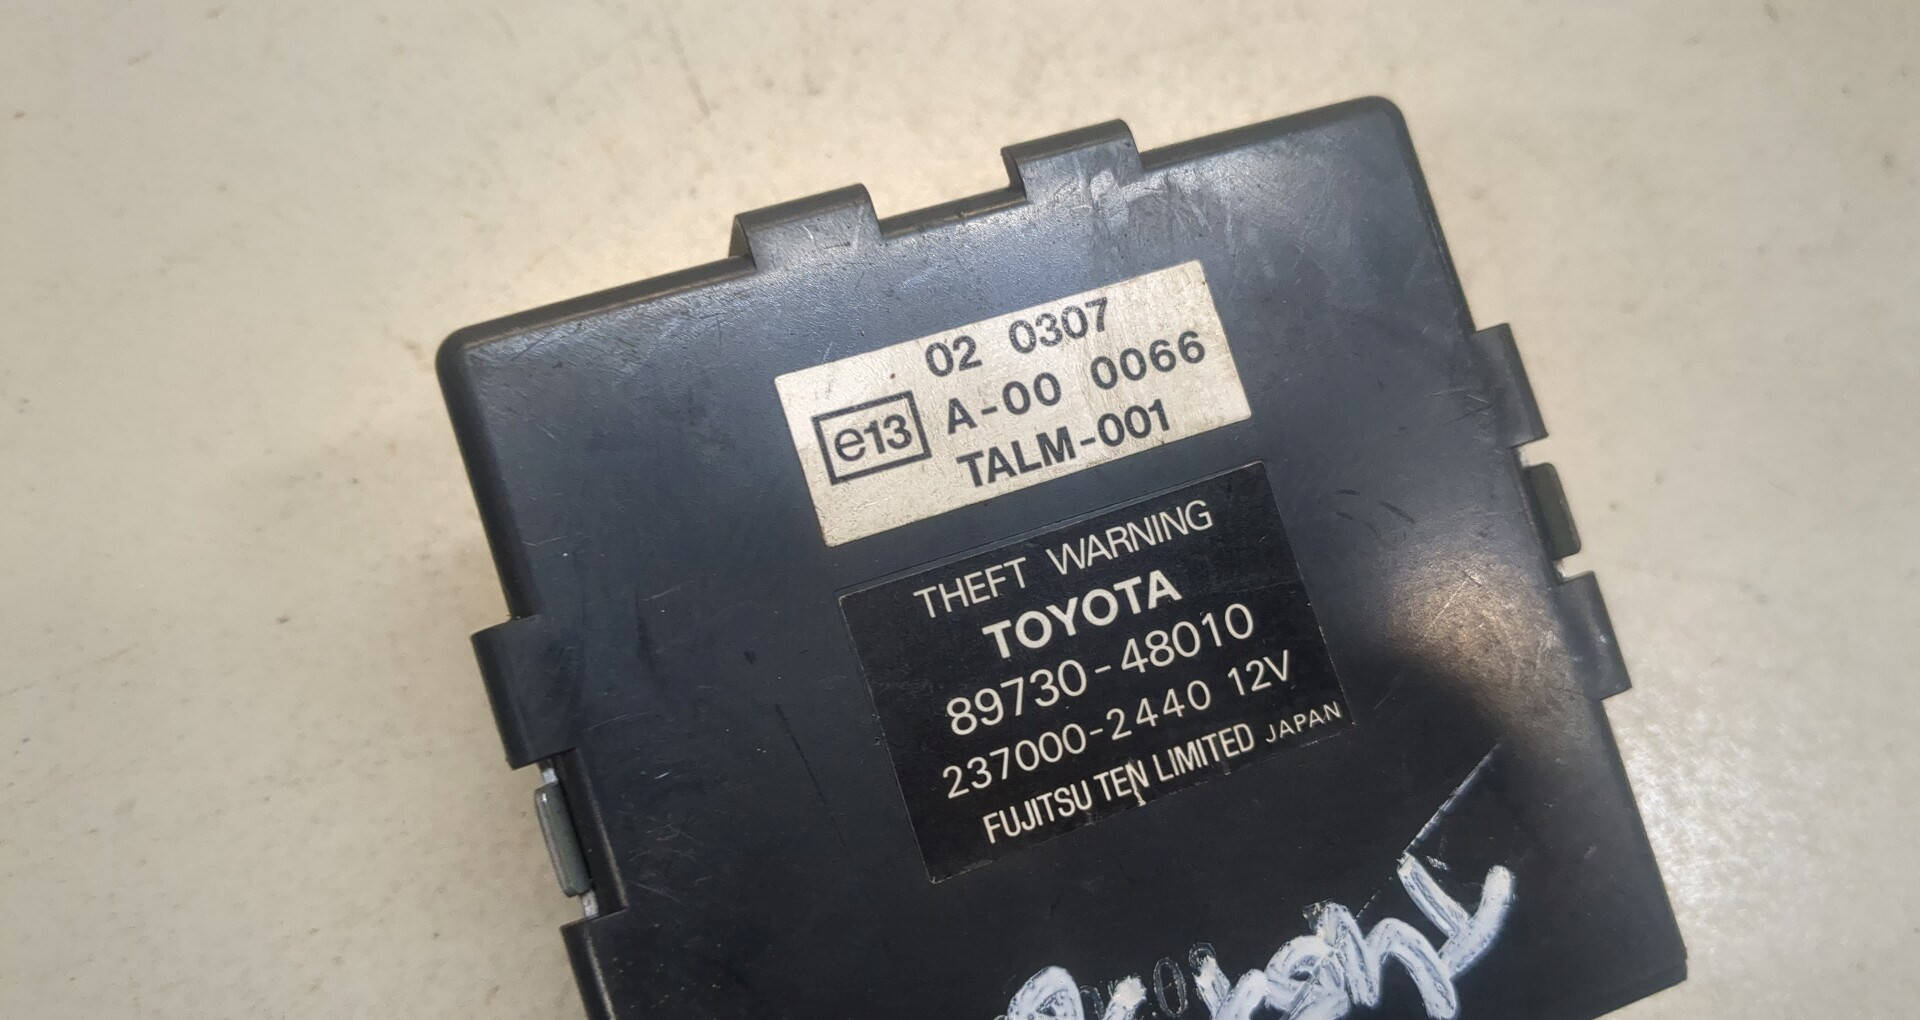 02 0307
e13 A-00 0066
TALM-001
THEFT WARNING
TOYOTA
89730-48010
237000-2440 12V
FUJITSU TEN LIMITED JAPAN